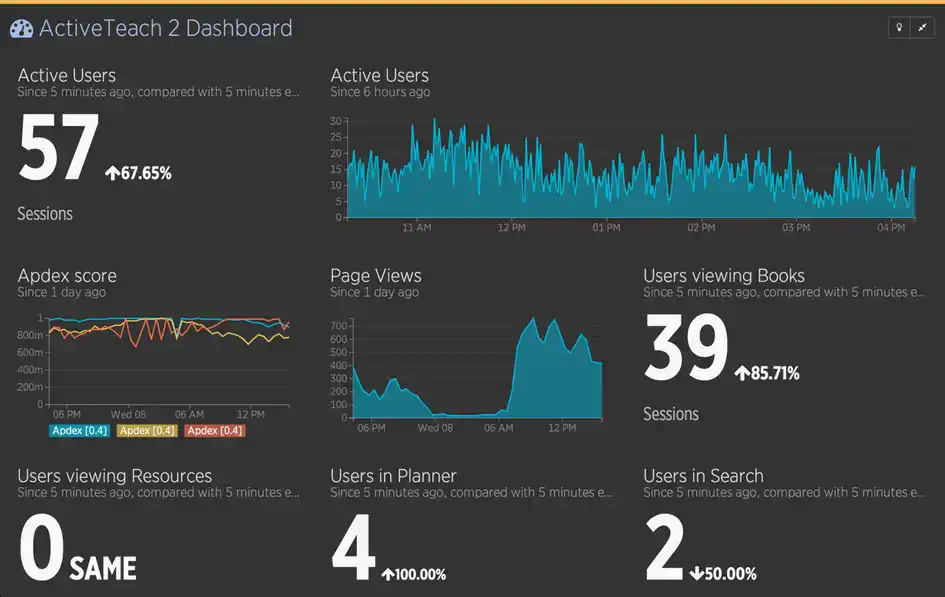 ActiveTeach 2 Dashboard
Active Users
Since 5 minutes ago, compared with 5 minutes e...
57 67.65%
Sessions
Active Users
Since 6 hours ago
30
25
20
15
10
5
0
11 AM 12 PM 01 PM 02 PM 03 PM 04 PM
Apdex score
Since 1 day ago
1
800m
600m
400m
200m
0
06 PM Wed 08 06 AM 12 PM
Apdex [0.4] Apdex [0.4] Apdex [0.4]
Page Views
Since 1 day ago
700
600
500
400
300
200
100
0
06 PM Wed 08 06 AM 12 PM
Users viewing Books
Since 5 minutes ago, compared with 5 minutes e...
39 85.71%
Sessions
Users viewing Resources
Since 5 minutes ago, compared with 5 minutes e...
0 SAME
Users in Planner
Since 5 minutes ago, compared with 5 minutes e...
4 100.00%
Users in Search
Since 5 minutes ago, compared with 5 minutes e...
2 50.00%